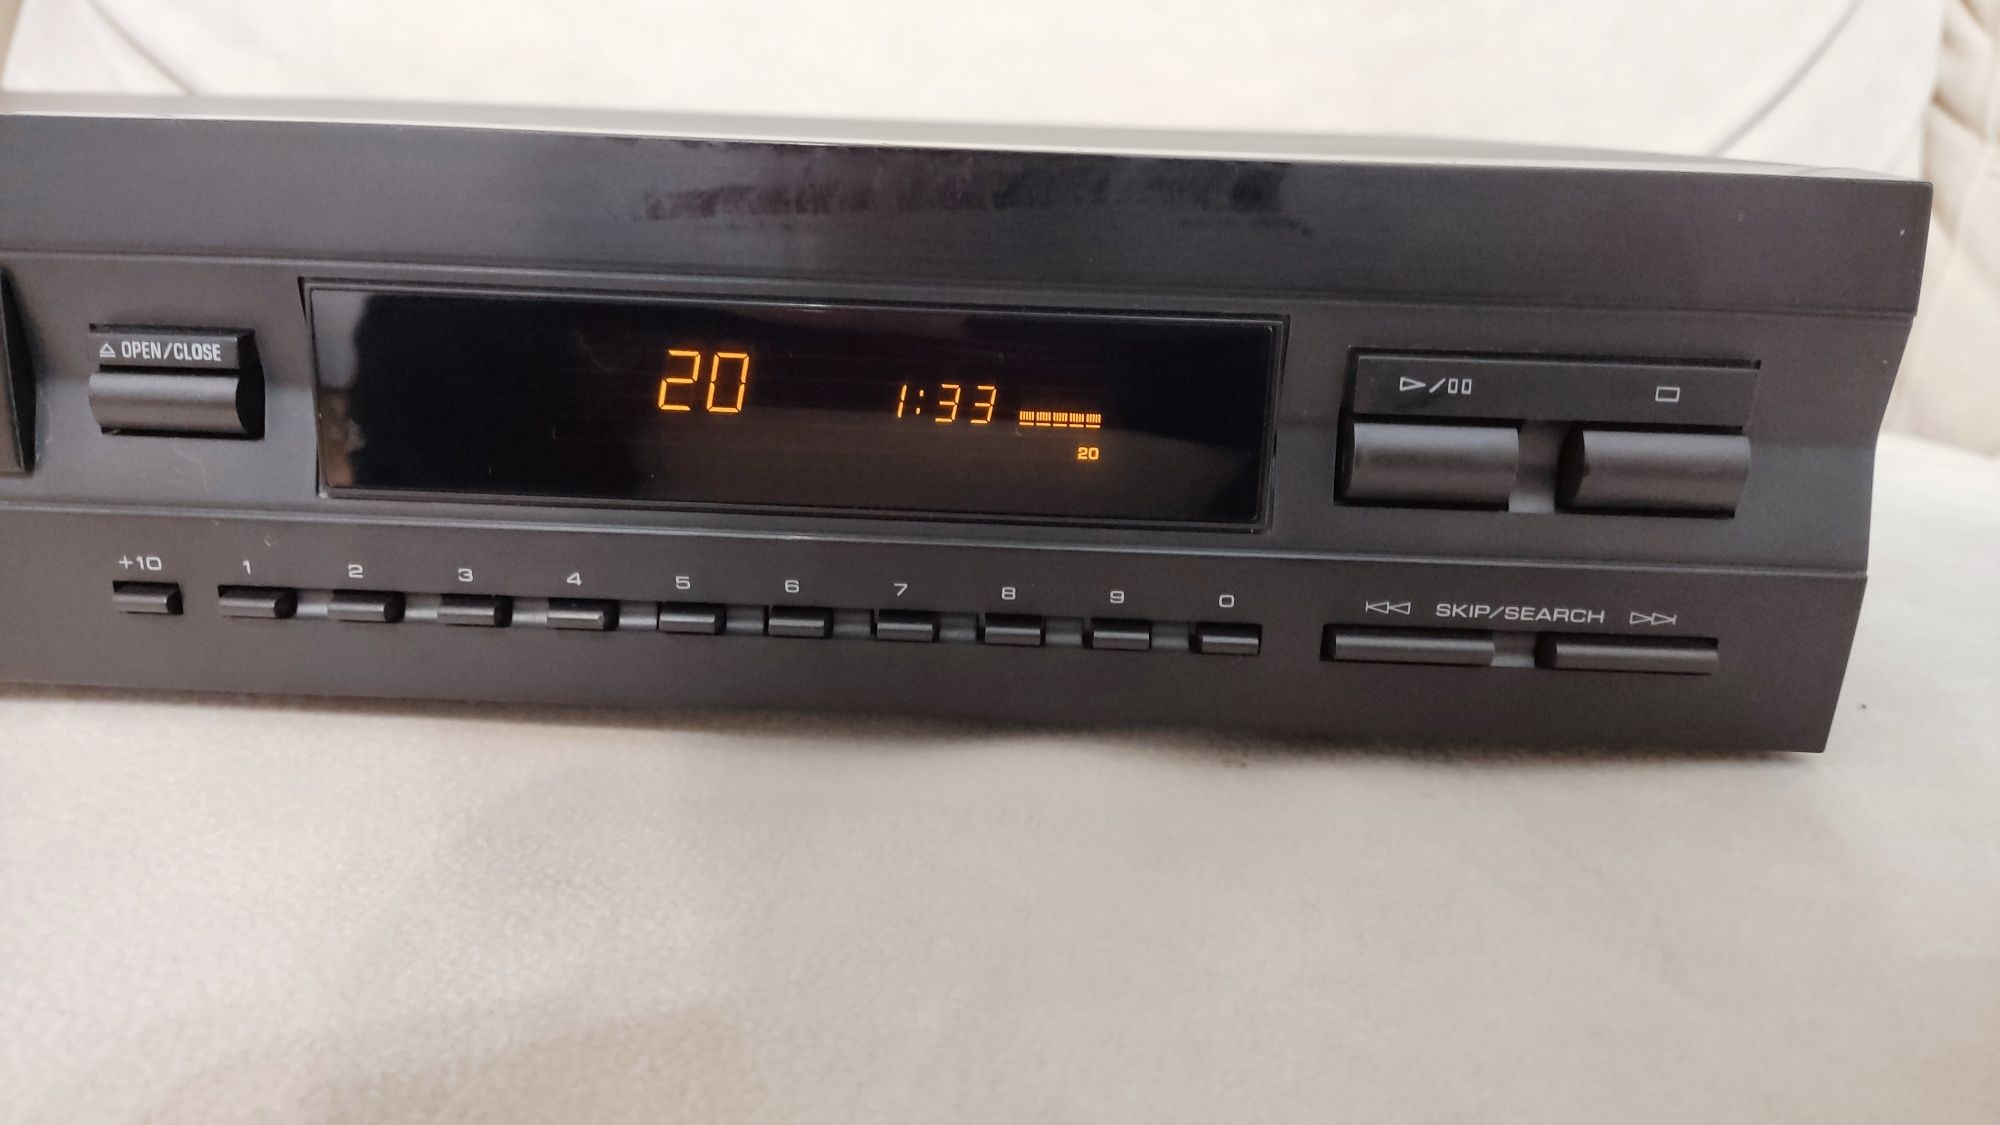 OPEN/CLOSE
20 1:33
20
+10 1 2 3 4 5 6 7 8 9 0
SKIP/SEARCH